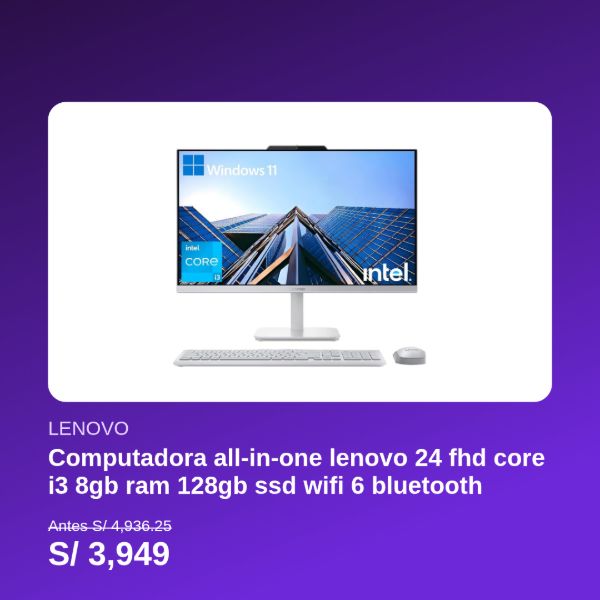 Windows 11
intel
CORE
i3
intel.
LENOVO
Computadora all-in-one lenovo 24 fhd core
i3 8gb ram 128gb ssd wifi 6 bluetooth
Antes S/ 4,936.25
S/ 3,949